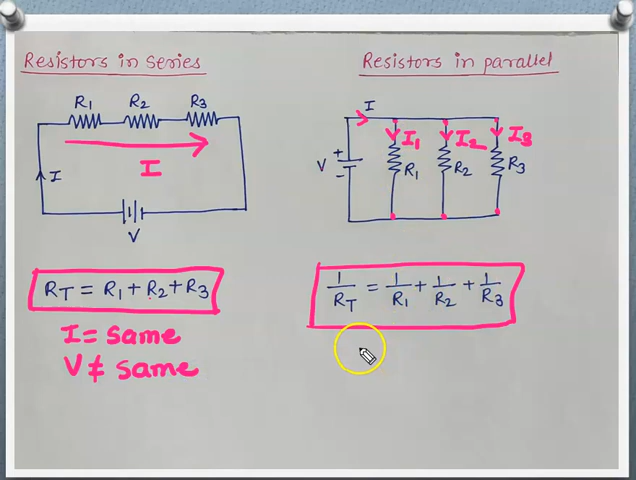 Resistors in series
R1 R2 R3
I
I
V
RT = R1 + R2 + R3
I = same
V ≠ same
Resistors in parallel
I
I1 I2 I3
+
V
-
R1 R2 R3
1/RT = 1/R1 + 1/R2 + 1/R3